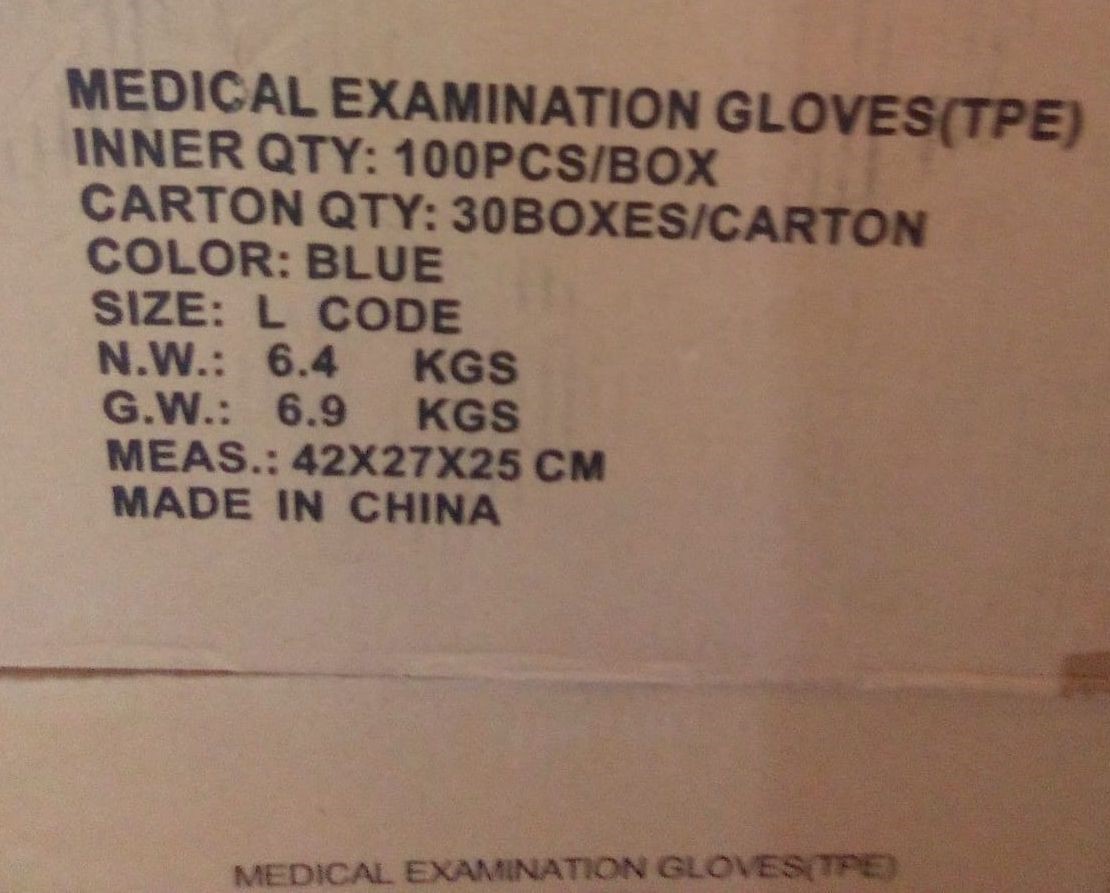 MEDICAL EXAMINATION GLOVES(TPE)
INNER QTY: 100PCS/BOX
CARTON QTY: 30BOXES/CARTON
COLOR: BLUE
SIZE: L CODE
N.W.: 6.4 KGS
G.W.: 6.9 KGS
MEAS.: 42X27X25 CM
MADE IN CHINA
MEDICAL EXAMINATION GLOVES(TPE)